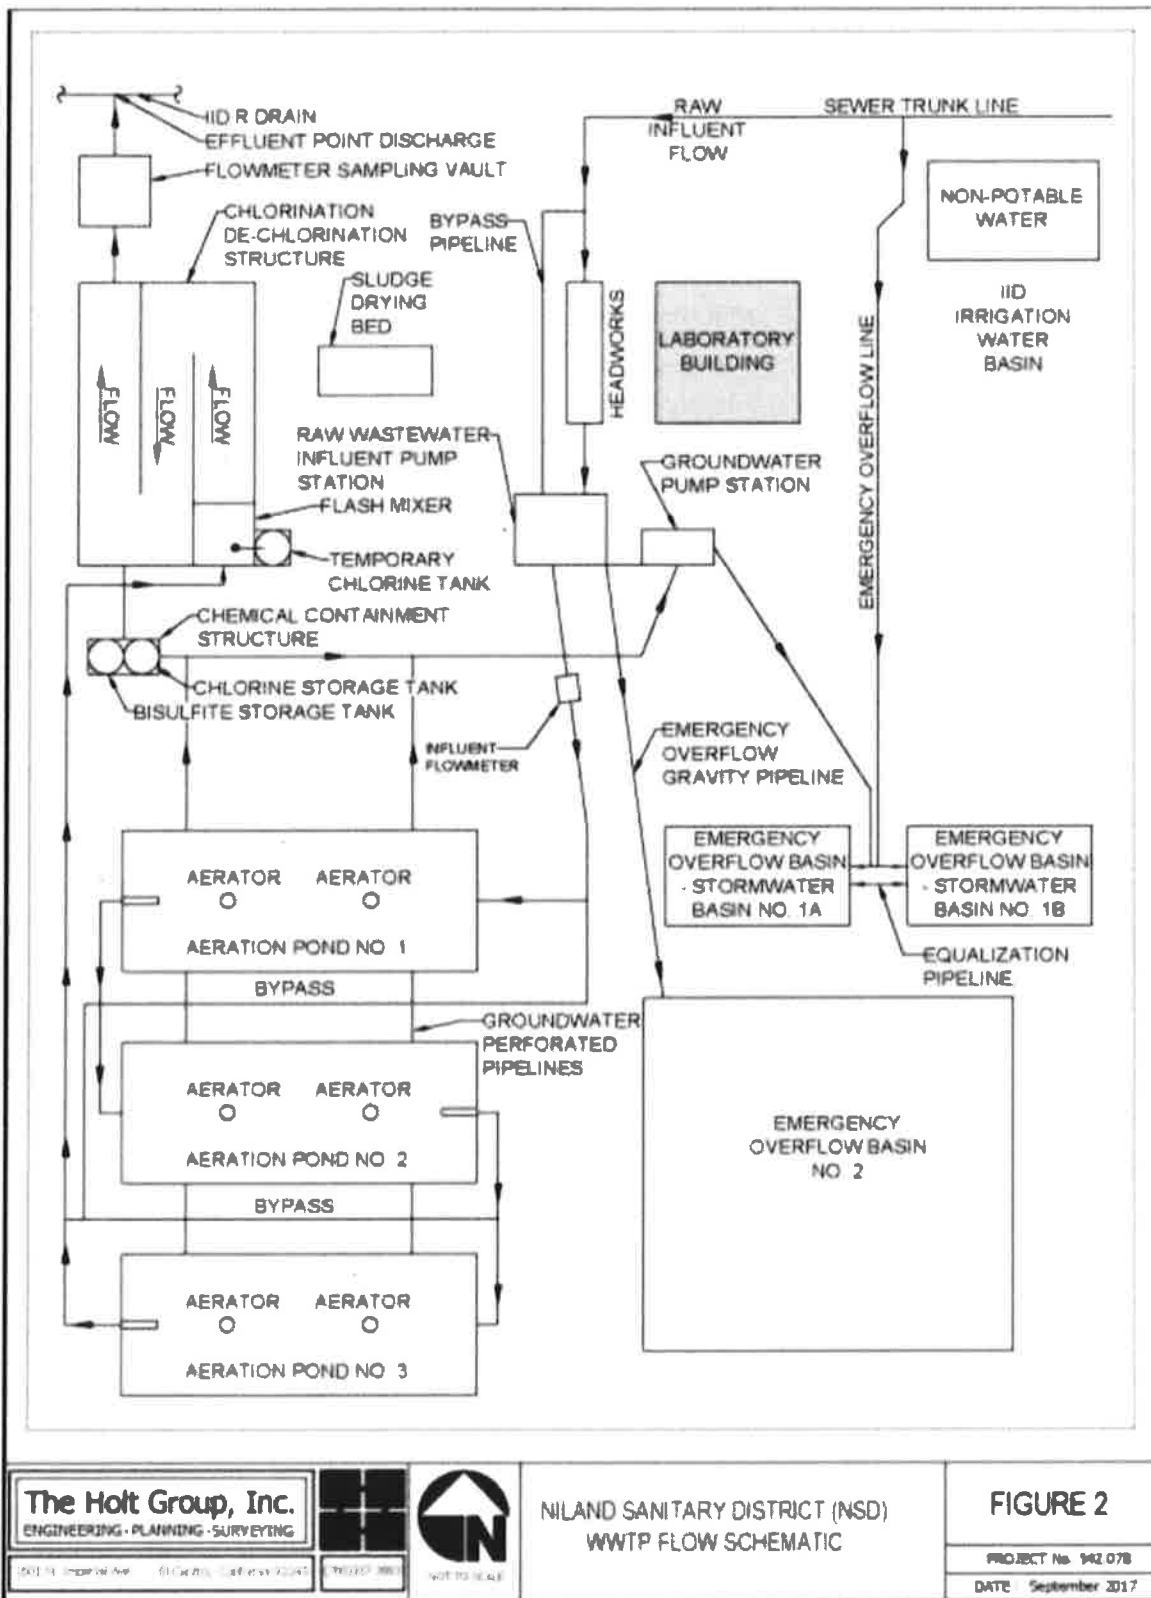 IID R DRAIN
EFFLUENT POINT DISCHARGE
FLOWMETER SAMPLING VAULT
CHLORINATION
DE-CHLORINATION
STRUCTURE
SLUDGE
DRYING
BED
BYPASS
PIPELINE
RAW
INFLUENT
FLOW
SEWER TRUNK LINE
NON-POTABLE
WATER
IID
IRRIGATION
WATER
BASIN
HEADWORKS
LABORATORY
BUILDING
EMERGENCY OVERFLOW LINE
FLOW
FLOW
FLOW
RAW WASTEWATER
INFLUENT PUMP
STATION
FLASH MIXER
GROUNDWATER
PUMP STATION
TEMPORARY
CHLORINE TANK
CHEMICAL CONTAINMENT
STRUCTURE
CHLORINE STORAGE TANK
BISULFITE STORAGE TANK
INFLUENT
FLOWMETER
EMERGENCY
OVERFLOW
GRAVITY PIPELINE
EMERGENCY
OVERFLOW BASIN
- STORMWATER
BASIN NO. 1A
EMERGENCY
OVERFLOW BASIN
- STORMWATER
BASIN NO. 1B
EQUALIZATION
PIPELINE
AERATOR AERATOR
AERATION POND NO 1
BYPASS
GROUNDWATER
PERFORATED
PIPELINES
AERATOR AERATOR
AERATION POND NO 2
BYPASS
EMERGENCY
OVERFLOW BASIN
NO. 2
AERATOR AERATOR
AERATION POND NO 3
The Holt Group, Inc.
ENGINEERING - PLANNING - SURVEYING
N
NOT TO SCALE
NILAND SANITARY DISTRICT (NSD)
WWTP FLOW SCHEMATIC
FIGURE 2
PROJECT No 942.078
DATE September 2017